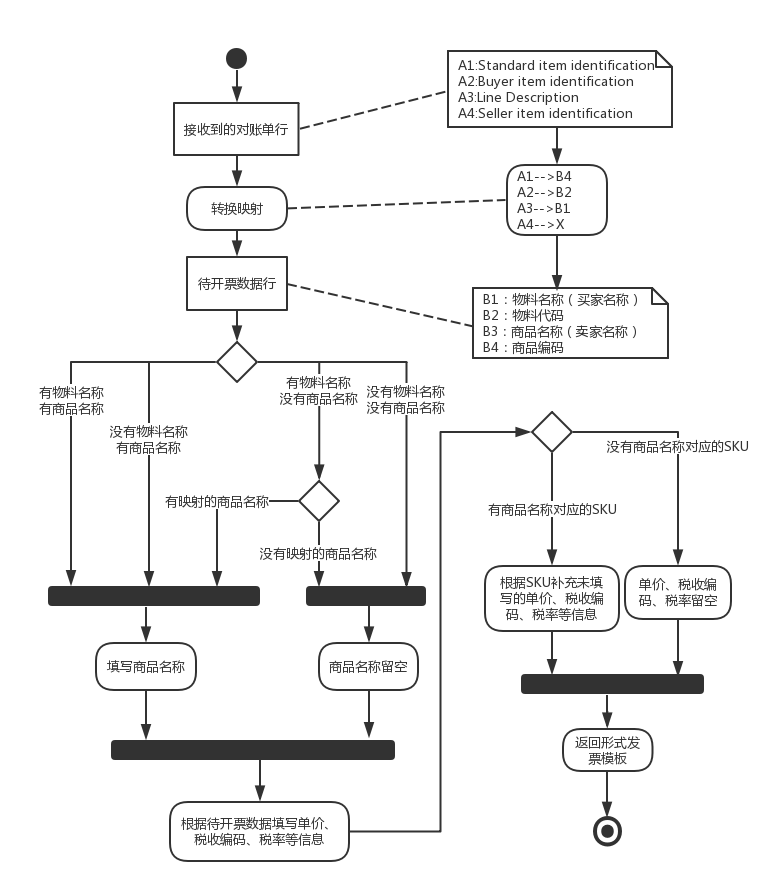 A1:Standard item identification
A2:Buyer item identification
A3:Line Description
A4:Seller item identification
接收到的对账单行
A1-->B4
A2-->B2
A3-->B1
A4-->X
转换映射
待开票数据行
B1：物料名称（买家名称）
B2：物料代码
B3：商品名称（卖家名称）
B4：商品编码
有物料名称
有商品名称
没有物料名称
有商品名称
有物料名称
没有商品名称
没有物料名称
没有商品名称
没有商品名称对应的SKU
有映射的商品名称
有商品名称对应的SKU
没有映射的商品名称
根据SKU补充未填
写的单价、税收编
码、税率等信息
单价、税收编
码、税率留空
填写商品名称
商品名称留空
返回形式发
票模板
根据待开票数据填写单价、
税收编码、税率等信息